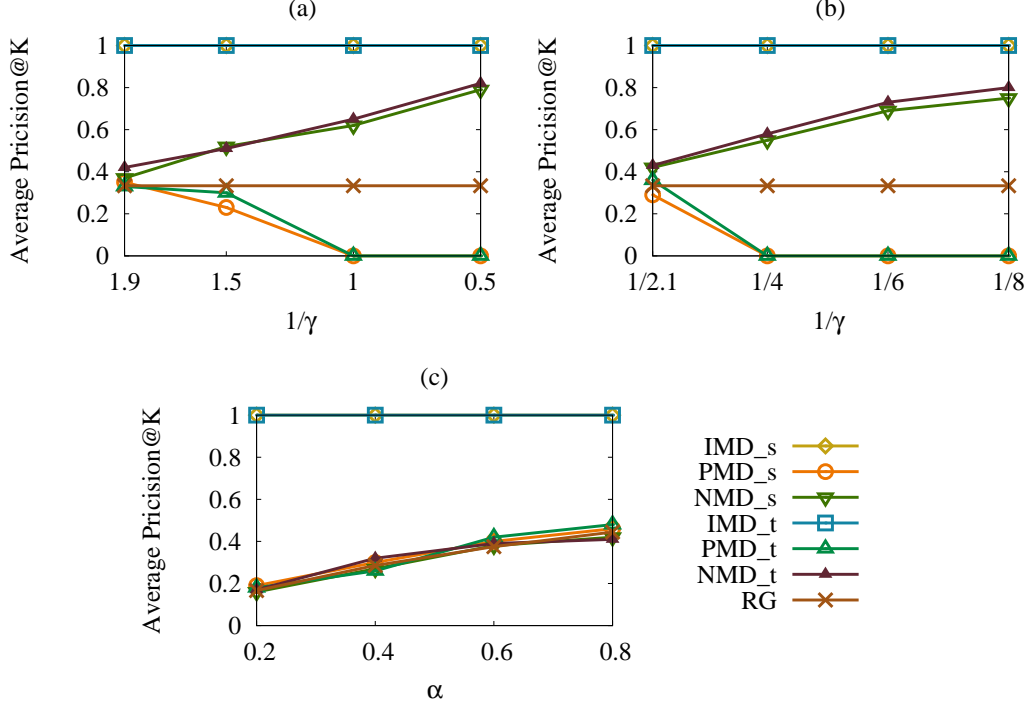 (a)
Average Pricision@K
1
0.8
0.6
0.4
0.2
0
1.9 1.5 1 0.5
1/γ
(b)
Average Pricision@K
1
0.8
0.6
0.4
0.2
0
1/2.1 1/4 1/6 1/8
1/γ
(c)
Average Pricision@K
1
0.8
0.6
0.4
0.2
0
0.2 0.4 0.6 0.8
α
IMD_s
PMD_s
NMD_s
IMD_t
PMD_t
NMD_t
RG